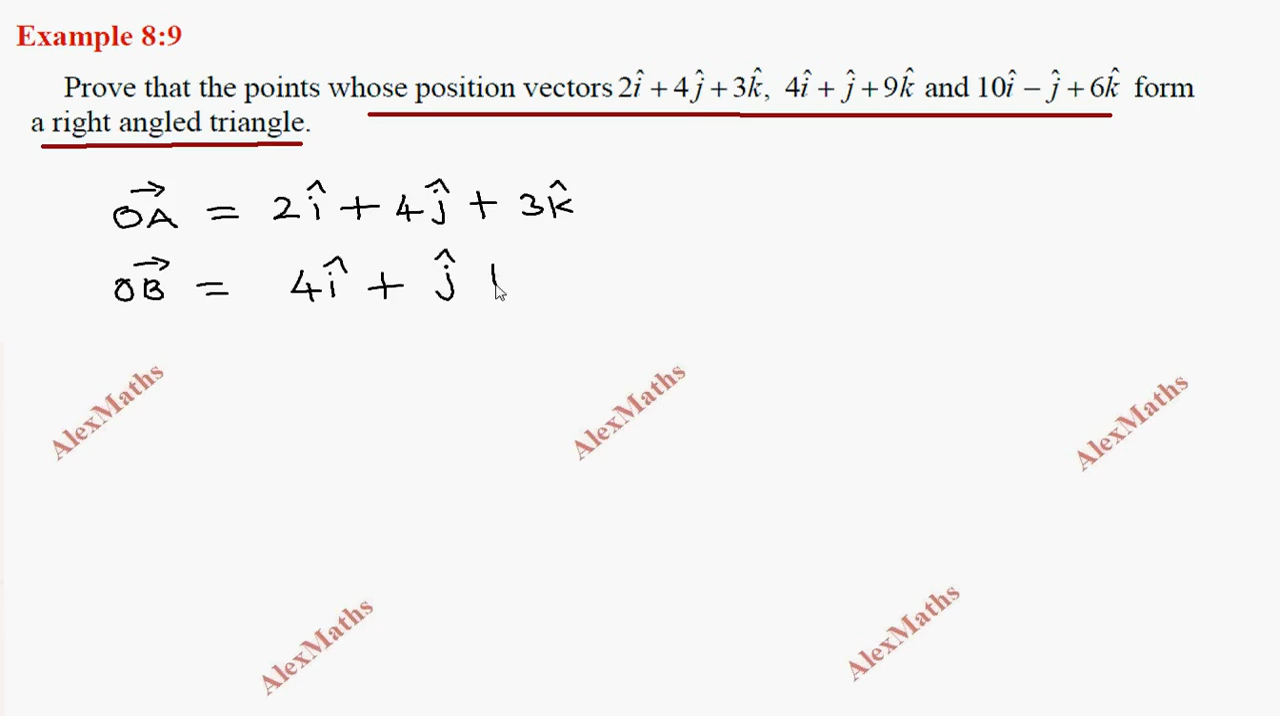 Example 8:9
Prove that the points whose position vectors 2î + 4ĵ + 3k̂, 4î + ĵ + 9k̂ and 10î − ĵ + 6k̂ form
a right angled triangle.
OA⃗ = 2î + 4ĵ + 3k̂
OB⃗ = 4î + ĵ
AlexMaths
AlexMaths
AlexMaths
AlexMaths
AlexMaths